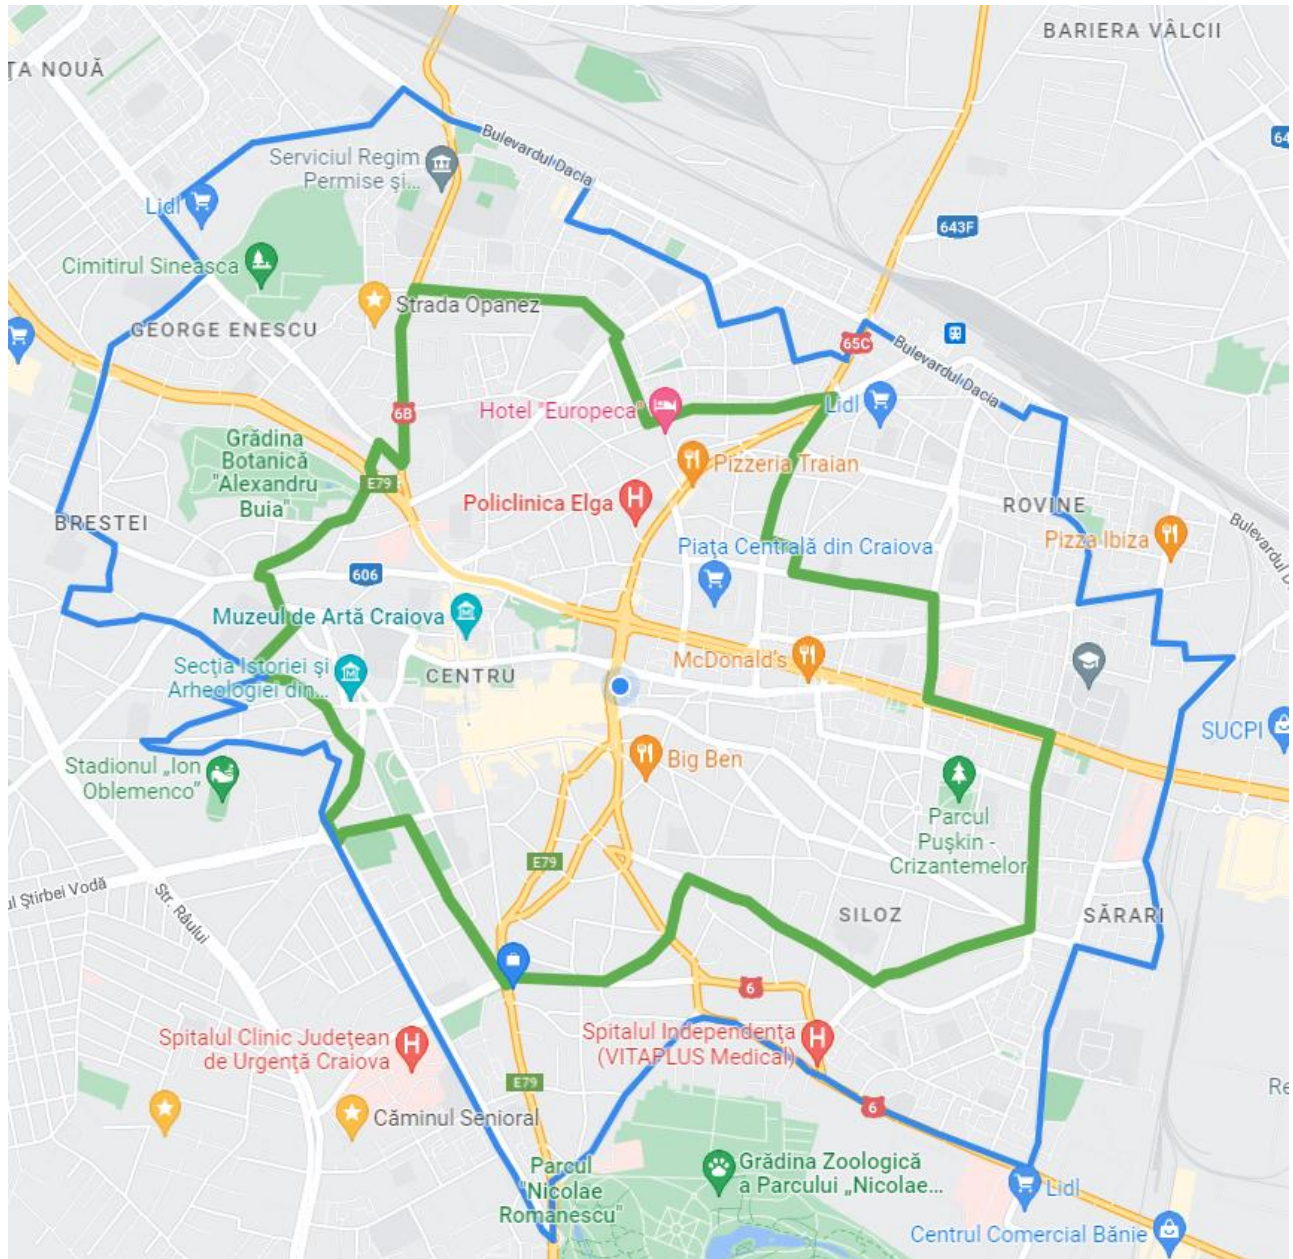 BARIERA VÂLCII
ȚA NOUĂ
64
Bulevardul Dacia
Serviciul Regim
Permise și...
Lidl
643F
Cimitirul Sineasca
Strada Opanez
GEORGE ENESCU
65C
Bulevardul Dacia
Hotel "Europeca"
Lidl
6B
Grădina
Botanică
"Alexandru
Buia"
Pizzeria Traian
E79
Policlinica Elga
ROVINE
BRESTEI
Pizza Ibiza
Bulevardul D
Piața Centrală din Craiova
606
Muzeul de Artă Craiova
McDonald's
Secția Istoriei și
Arheologiei din...
CENTRU
SUCPI
Big Ben
Stadionul „Ion
Oblemenco”
Parcul
Pușkin -
Crizantemelor
E79
ul Știrbei Vodă
Str. Râului
SILOZ
SĂRARI
6
Spitalul Clinic Județean
de Urgență Craiova
Spitalul Independența
(VITAPLUS Medical)
E79
Re
6
Căminul Senioral
Parcul
"Nicolae
Romanescu"
Grădina Zoologică
a Parcului „Nicolae...
Lidl
Centrul Comercial Bănie